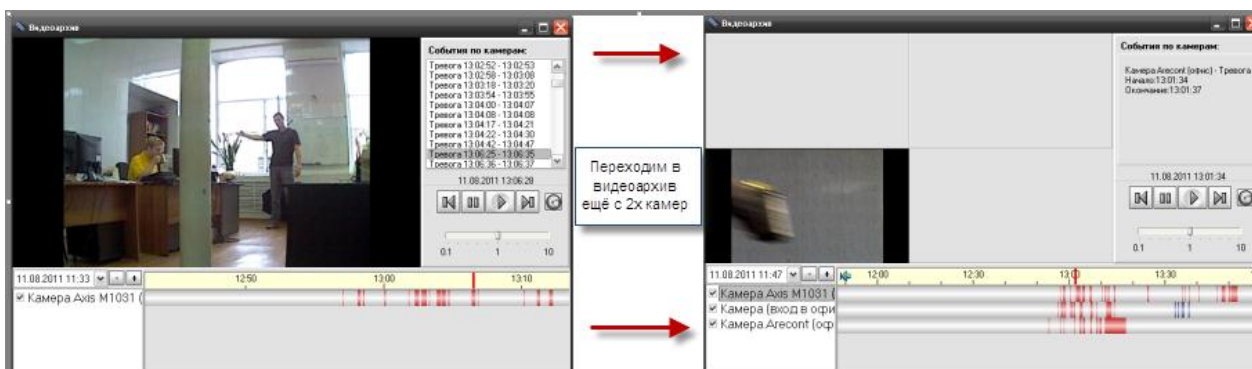 Видеоархив
События по камерам:
Тревога 13:02:52 - 13:02:53
Тревога 13:02:58 - 13:03:08
Тревога 13:03:18 - 13:03:20
Тревога 13:03:54 - 13:03:55
Тревога 13:04:00 - 13:04:07
Тревога 13:04:08 - 13:04:08
Тревога 13:04:17 - 13:04:21
Тревога 13:04:22 - 13:04:30
Тревога 13:04:42 - 13:04:47
Тревога 13:06:25 - 13:06:35
Тревога 13:06:36 - 13:06:37
11.08.2011 13:06:28
0.1 1 10
11.08.2011 11:33 - +
12:50 13:00 13:10
Камера Axis M1031 (
Переходим в
видеоархив
ещё с 2х камер
Видеоархив
События по камерам:
Камера Arecont (офис) - Тревога
Начало:13:01:34
Окончание:13:01:37
11.08.2011 13:01:34
0.1 1 10
11.08.2011 11:47 - +
12:00 12:30 13:0 13:30
Камера Axis M1031 (
Камера (вход в офи
Камера Arecont (оф